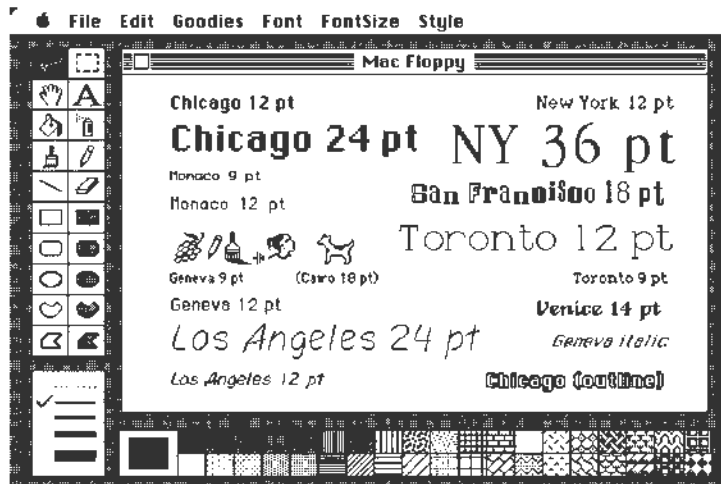 File Edit Goodies Font FontSize Style
Mac Floppy
A
Chicago 12 pt
New York 12 pt
Chicago 24 pt
NY 36 pt
Monaco 9 pt
San Francisco 18 pt
Monaco 12 pt
Toronto 12 pt
Geneva 9 pt
(Cairo 18 pt)
Toronto 9 pt
Geneva 12 pt
Venice 14 pt
Los Angeles 24 pt
Geneva italic
Los Angeles 12 pt
Chicago (outline)